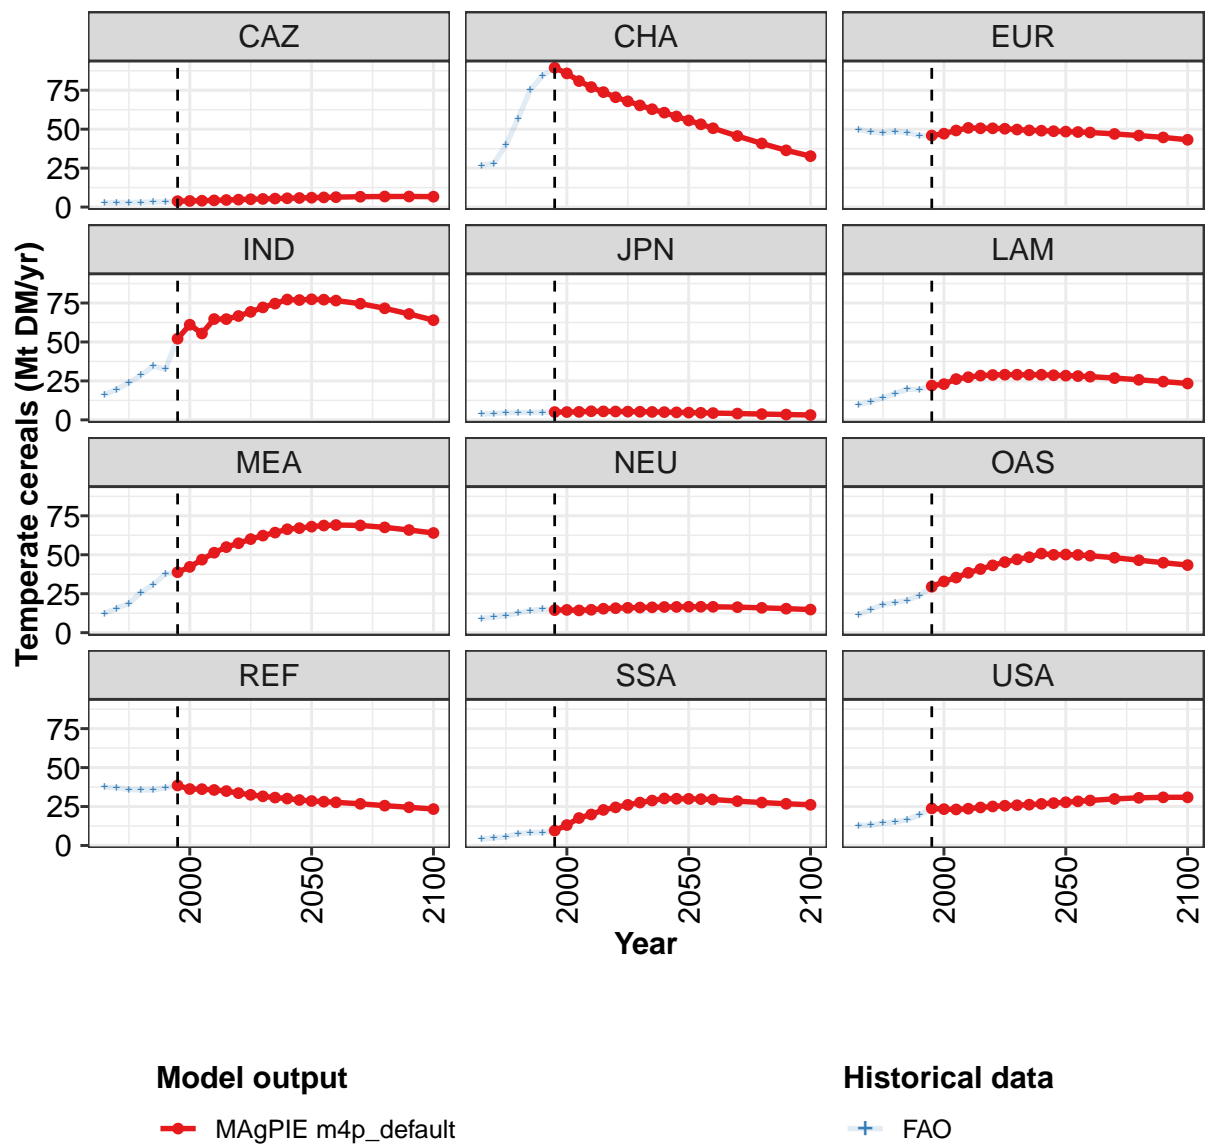 CAZ CHA EUR
75
50
25
0
IND JPN LAM
75
50
25
0
MEA NEU OAS
75
50
25
0
REF SSA USA
75
50
25
0
Temperate cereals (Mt DM/yr)
2000 2050 2100 2000 2050 2100 2000 2050 2100
Year
Model output Historical data
MAgPIE m4p_default FAO